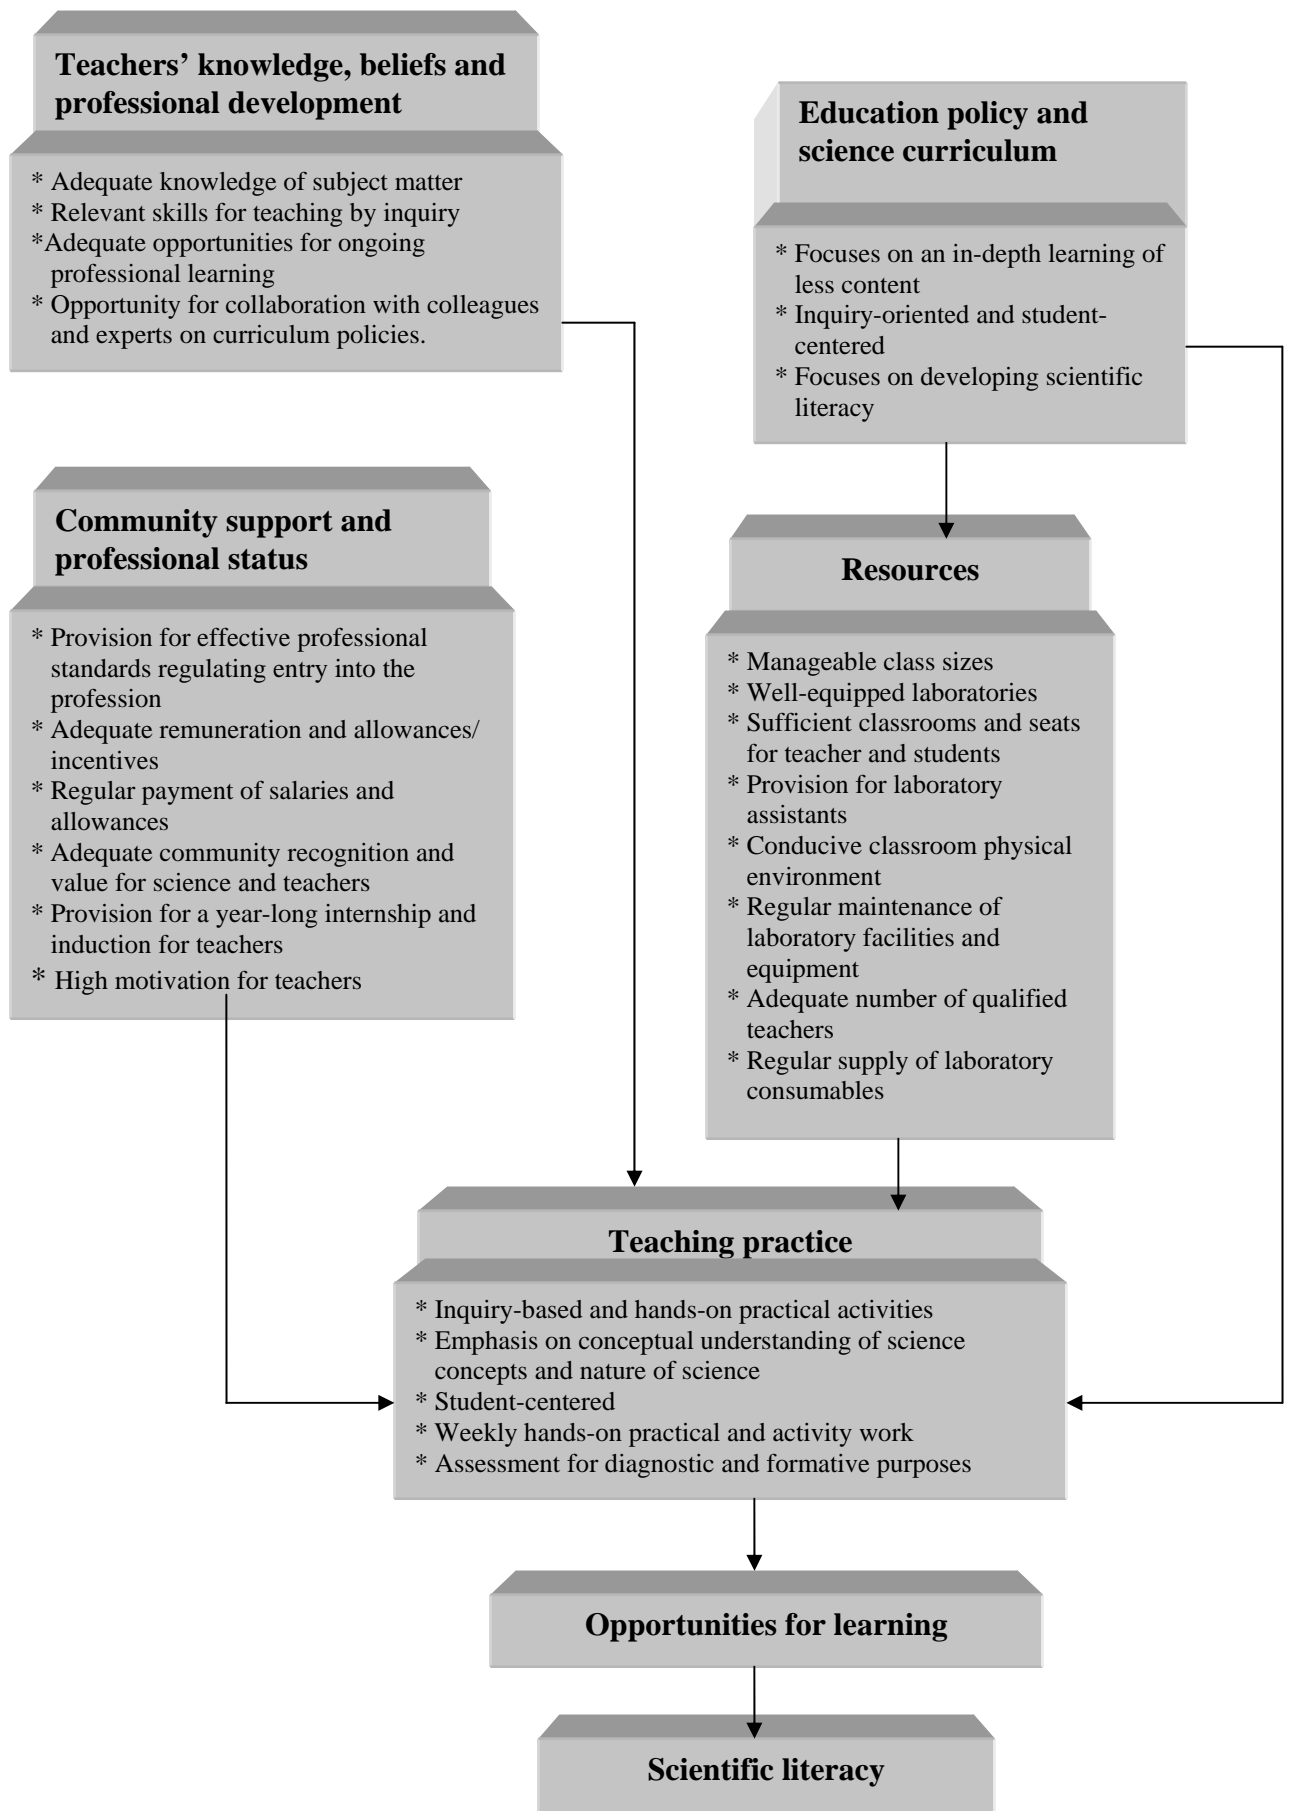 Teachers’ knowledge, beliefs and
professional development
* Adequate knowledge of subject matter
* Relevant skills for teaching by inquiry
*Adequate opportunities for ongoing
professional learning
* Opportunity for collaboration with colleagues
and experts on curriculum policies.
Education policy and
science curriculum
* Focuses on an in-depth learning of
less content
* Inquiry-oriented and student-
centered
* Focuses on developing scientific
literacy
Community support and
professional status
* Provision for effective professional
standards regulating entry into the
profession
* Adequate remuneration and allowances/
incentives
* Regular payment of salaries and
allowances
* Adequate community recognition and
value for science and teachers
* Provision for a year-long internship and
induction for teachers
* High motivation for teachers
Resources
* Manageable class sizes
* Well-equipped laboratories
* Sufficient classrooms and seats
for teacher and students
* Provision for laboratory
assistants
* Conducive classroom physical
environment
* Regular maintenance of
laboratory facilities and
equipment
* Adequate number of qualified
teachers
* Regular supply of laboratory
consumables
Teaching practice
* Inquiry-based and hands-on practical activities
* Emphasis on conceptual understanding of science
concepts and nature of science
* Student-centered
* Weekly hands-on practical and activity work
* Assessment for diagnostic and formative purposes
Opportunities for learning
Scientific literacy